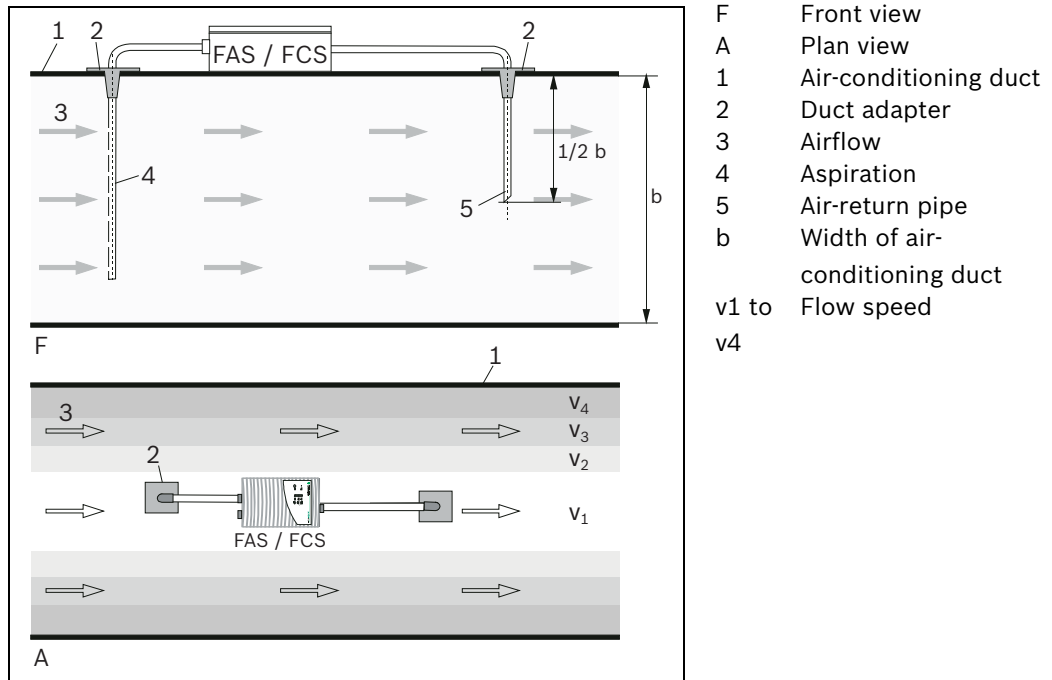 1 2 2
FAS / FCS
3
1/2 b
4
5
b
F
1
3
v4
v3
2
v2
v1
FAS / FCS
A
F Front view
A Plan view
1 Air-conditioning duct
2 Duct adapter
3 Airflow
4 Aspiration
5 Air-return pipe
b Width of air-
conditioning duct
v1 to Flow speed
v4